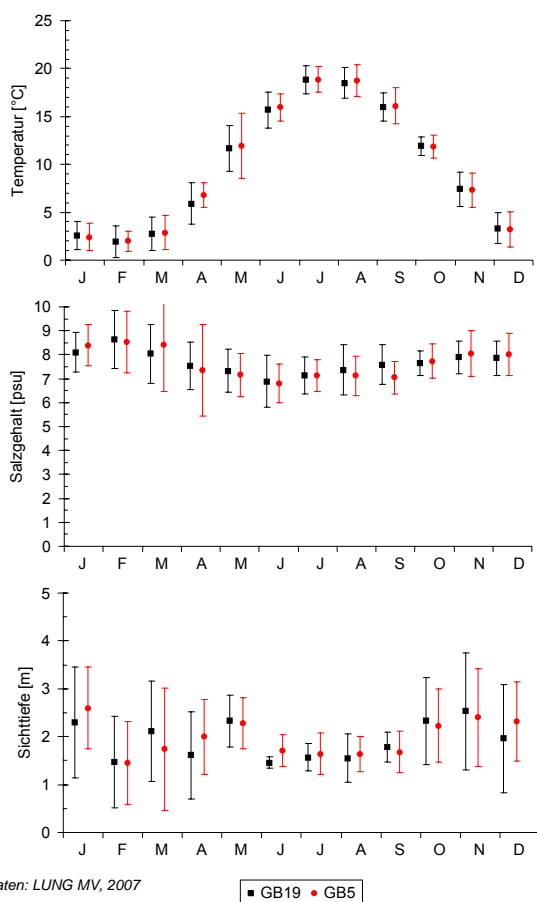 25
20
15
10
5
0
Temperatur [°C]
J F M A M J J A S O N D
10
9
8
7
6
5
4
3
2
1
0
Salzgehalt [psu]
J F M A M J J A S O N D
5
4
3
2
1
0
Sichttiefe [m]
J F M A M J J A S O N D
aten: LUNG MV, 2007
GB19 GB5